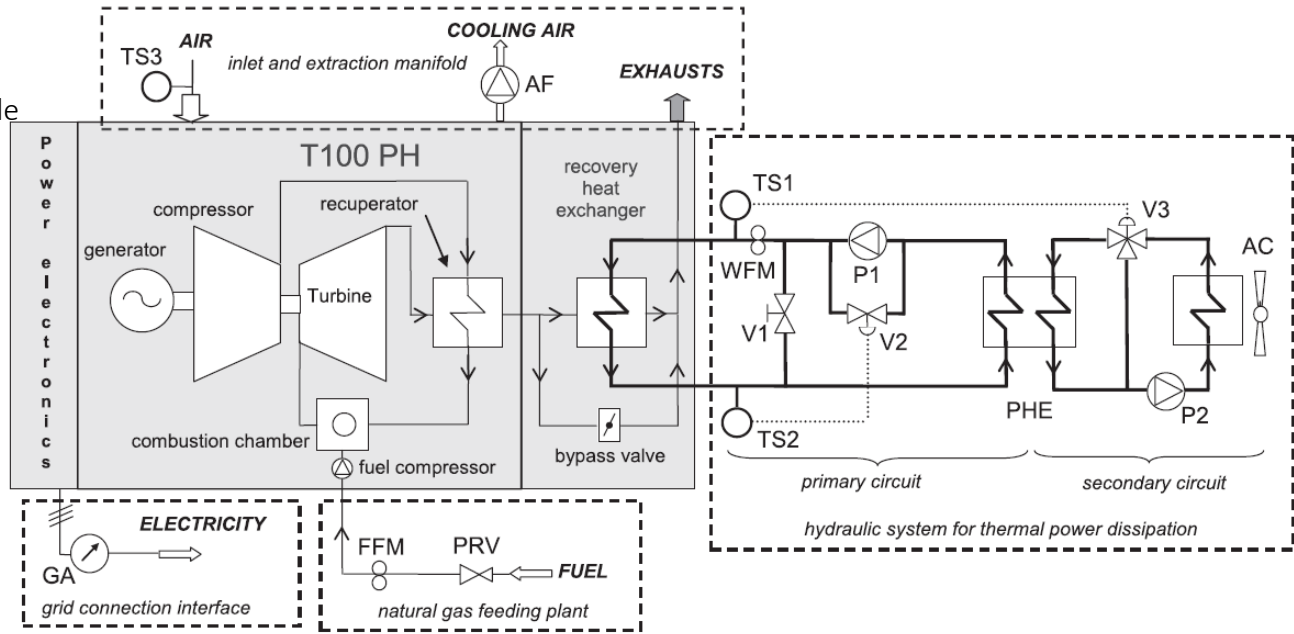 COOLING AIR
AIR
TS3
inlet and extraction manifold
AF
EXHAUSTS
le
Power electronics
T100 PH
recovery
heat
exchanger
compressor
recuperator
generator
Turbine
combustion chamber
fuel compressor
bypass valve
TS1
V3
WFM
P1
AC
V1
V2
PHE
P2
TS2
primary circuit
secondary circuit
hydraulic system for thermal power dissipation
ELECTRICITY
GA
grid connection interface
FFM
PRV
FUEL
natural gas feeding plant